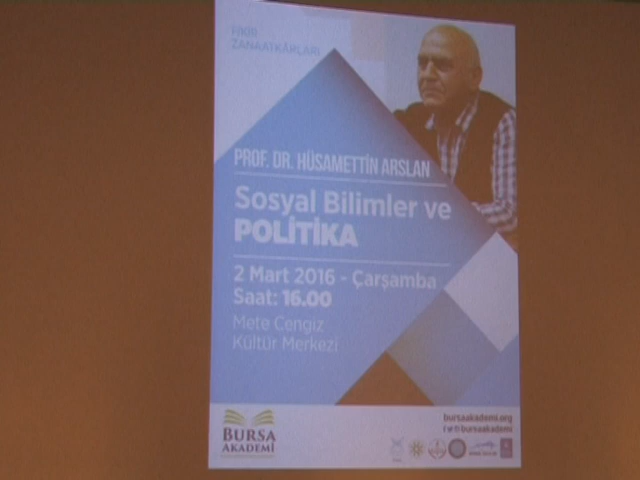 FİKİR
ZANAATKÂRLARI
PROF. DR. HÜSAMETTİN ARSLAN
Sosyal Bilimler ve
POLİTİKA
2 Mart 2016 - Çarşamba
Saat: 16.00
Mete Cengiz
Kültür Merkezi
BURSA
AKADEMİ
bursaakademi.org
bursaakademi